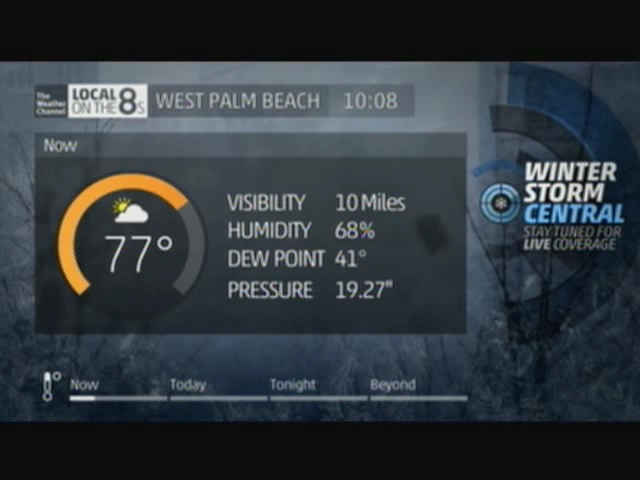 The
Weather
Channel
LOCAL
ON THE 8s
WEST PALM BEACH 10:08
Now
77°
VISIBILITY 10 Miles
HUMIDITY 68%
DEW POINT 41°
PRESSURE 19.27"
WINTER
STORM
CENTRAL
STAY TUNED FOR
LIVE COVERAGE
Now Today Tonight Beyond